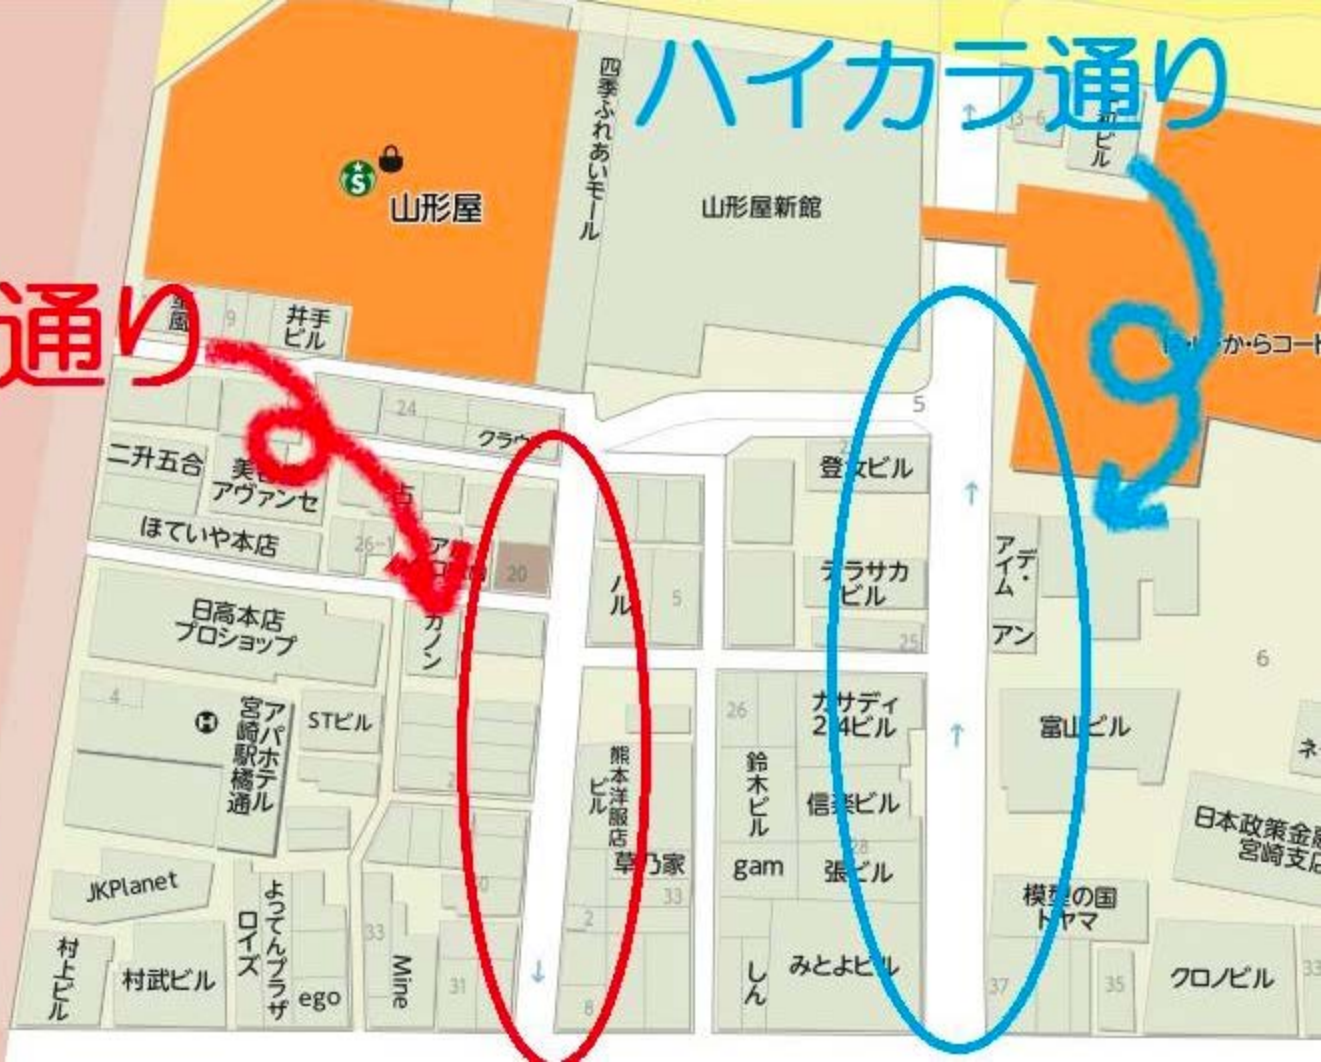 ハイカラ通り
四季ふれあいモール
山形屋
山形屋新館
通り
9
井手
ビル
24
クラウ
5
二升五合
アヴァンセ
ほていや本店
26-1
20
登女ビル
テラサカ
ビル
25
デ・
アイム
アン
5
6
日高本店
プロショップ
カノン
4
H
アパホテル
宮崎駅橘通
STビル
26
カサディ
2・4ビル
富山ビル
熊本洋服店
ビル
鈴木ビル
信楽ビル
28
張ビル
gam
草乃家
33
日本政策金融
宮崎支店
模型の国
トヤマ
JKPlanet
よってんプラザ
ロイズ
33
Mine
2
31
8
しん
みとよビル
37
35
クロノビル
33
村上ビル
村武ビル
ego